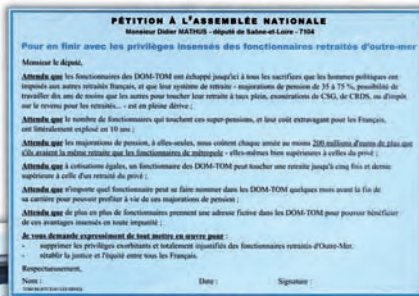 PÉTITION À L'ASSEMBLÉE NATIONALE
Monsieur Didier MATHUS - député de Saône-et-Loire - 7104
Pour en finir avec les privilèges insensés des fonctionnaires retraités d'outre-mer
Monsieur le député,
Attendu que les fonctionnaires des DOM-TOM ont échappé jusqu'ici à tous les sacrifices que les hommes politiques ont
imposés aux autres retraités français, et que leur système de retraite - majorations de pension de 35 à 75 %, possibilité de
travailler dix ans de moins que les autres pour toucher leur retraite à taux plein, exonérations de CSG, de CRDS, ou d'impôt
sur le revenu pour les retraités... - est en pleine dérive ;
Attendu que le nombre de fonctionnaires qui touchent ces super-pensions, et leur coût extravagant pour les Français,
ont littéralement explosé en 10 ans ;
Attendu que les majorations de pension, à elles-seules, nous coûtent chaque année au moins 200 millions d'euros de plus que
s'ils avaient la même retraite que les fonctionnaires de métropole - elles-mêmes bien supérieures à celles du privé ;
Attendu qu'à cotisations égales, un fonctionnaire des DOM-TOM peut toucher une retraite jusqu'à cinq fois et demie
supérieure à celle d'un retraité du privé ;
Attendu que n'importe quel fonctionnaire peut se faire nommer dans les DOM-TOM quelques mois avant la fin de
sa carrière pour pouvoir profiter à vie de ces majorations de pension ;
Attendu que de plus en plus de fonctionnaires prennent une adresse fictive dans les DOM-TOM pour pouvoir bénéficier
de ces avantages insensés en toute impunité ;
Je vous demande expressément de tout mettre en œuvre pour :
- supprimer les privilèges exorbitants et totalement injustifiés des fonctionnaires retraités d'Outre-Mer.
- rétablir la justice et l'équité entre tous les Français.
Respectueusement,
Nom : Date : Signature :